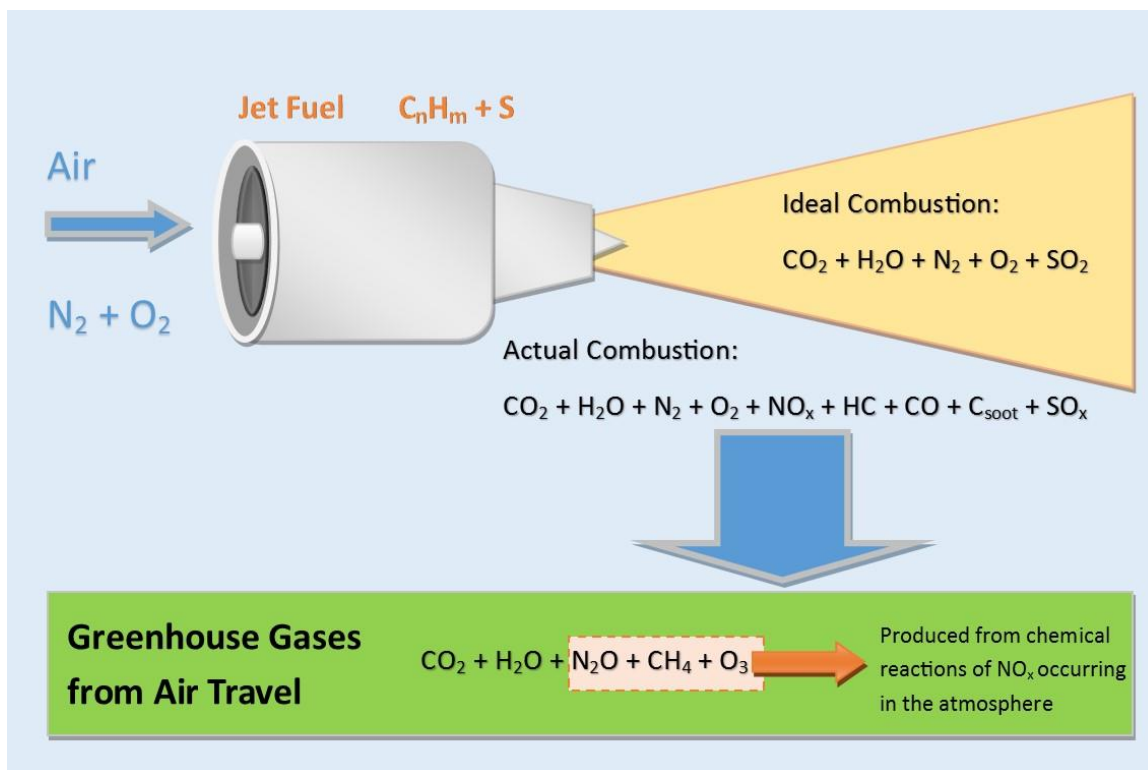 Jet Fuel CₙHₘ + S
Air
N₂ + O₂
Ideal Combustion:
CO₂ + H₂O + N₂ + O₂ + SO₂
Actual Combustion:
CO₂ + H₂O + N₂ + O₂ + NOₓ + HC + CO + C_soot + SOₓ
Greenhouse Gases
from Air Travel
CO₂ + H₂O + N₂O + CH₄ + O₃
Produced from chemical
reactions of NOₓ occurring
in the atmosphere